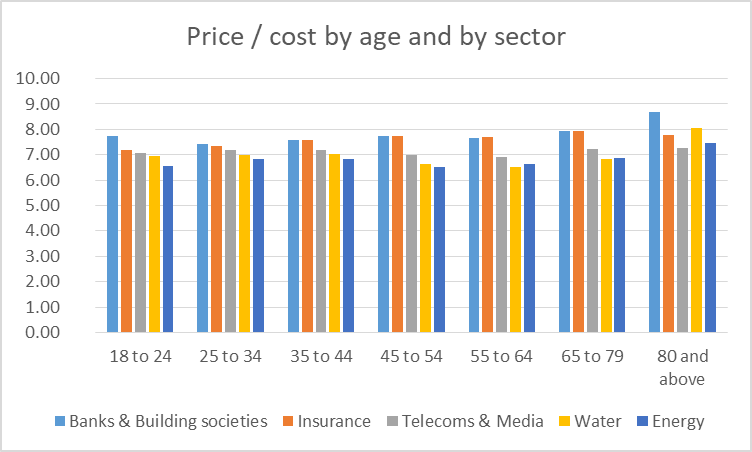 Price / cost by age and by sector
10.00
9.00
8.00
7.00
6.00
5.00
4.00
3.00
2.00
1.00
0.00
18 to 24 25 to 34 35 to 44 45 to 54 55 to 64 65 to 79 80 and
above
Banks & Building societies Insurance Telecoms & Media Water Energy